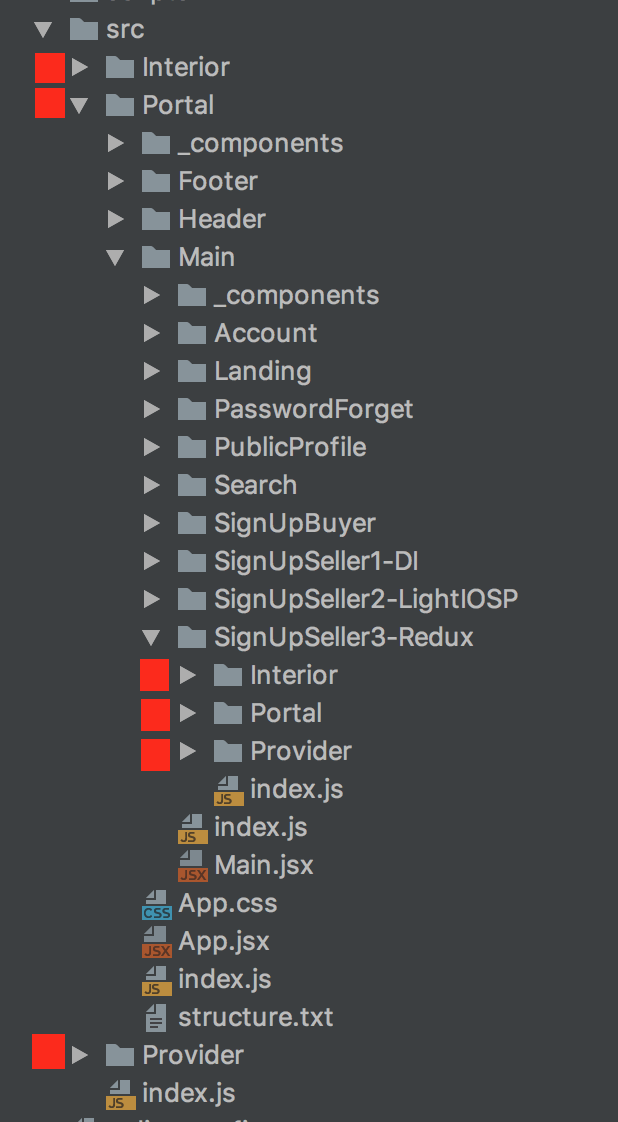 src
Interior
Portal
_components
Footer
Header
Main
_components
Account
Landing
PasswordForget
PublicProfile
Search
SignUpBuyer
SignUpSeller1-DI
SignUpSeller2-LightIOSP
SignUpSeller3-Redux
Interior
Portal
Provider
JS index.js
JS index.js
JSX Main.jsx
CSS App.css
JSX App.jsx
JS index.js
structure.txt
Provider
JS index.js